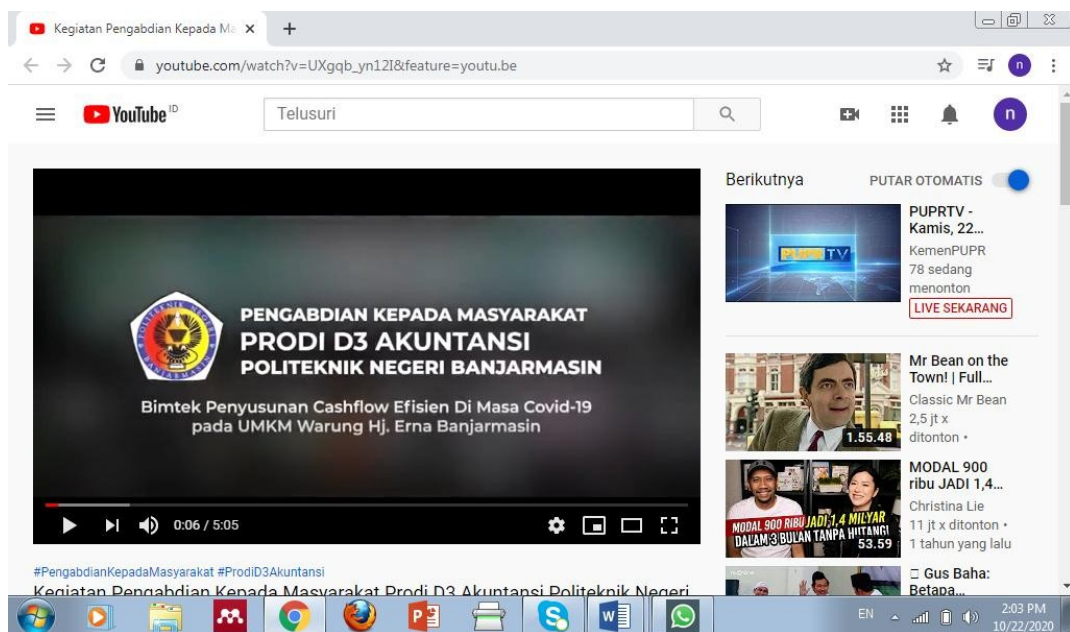 Kegiatan Pengabdian Kepada Ma
youtube.com/watch?v=UXgqb_yn12I&feature=youtu.be
n
YouTube ID
Telusuri
n
PENGABDIAN KEPADA MASYARAKAT
PRODI D3 AKUNTANSI
POLITEKNIK NEGERI BANJARMASIN
Bimtek Penyusunan Cashflow Efisien Di Masa Covid-19
pada UMKM Warung Hj. Erna Banjarmasin
0:06 / 5:05
#PengabdianKepadaMasyarakat #ProdiD3Akuntansi
Kegiatan Pengabdian Kepada Masyarakat Prodi D3 Akuntansi Politeknik Negeri
Berikutnya
PUTAR OTOMATIS
PUPR TV
PUPRTV -
Kamis, 22...
KemenPUPR
78 sedang
menonton
LIVE SEKARANG
1.55.48
Mr Bean on the
Town! | Full...
Classic Mr Bean
2,5 jt x
ditonton •
MODAL 900 RIBU JADI 1,4 MILYAR
DALAM 3 BULAN TANPA HUTANG!
53.59
MODAL 900
ribu JADI 1,4...
Christina Lie
11 jt x ditonton •
1 tahun yang lalu
Gus Baha:
Betapa...
EN
2:03 PM
10/22/2020